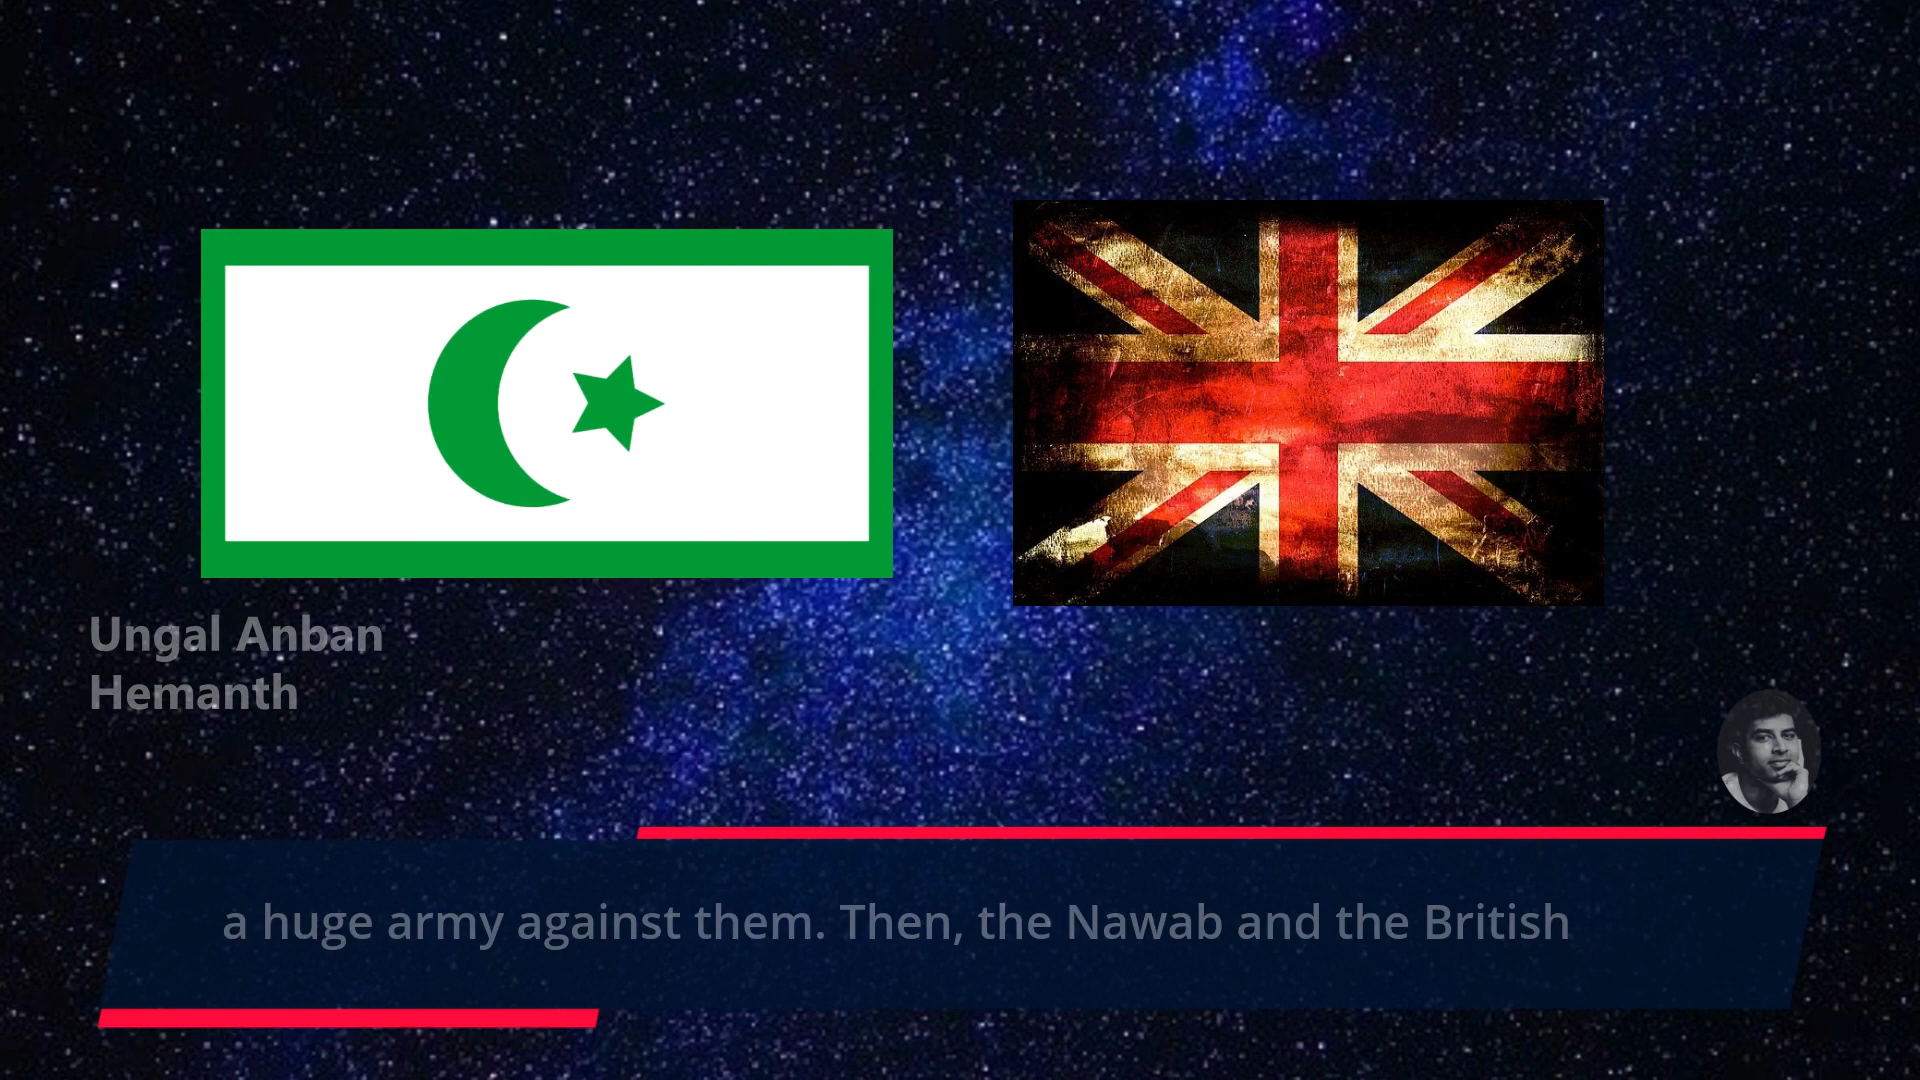 Ungal Anban
Hemanth
a huge army against them. Then, the Nawab and the British